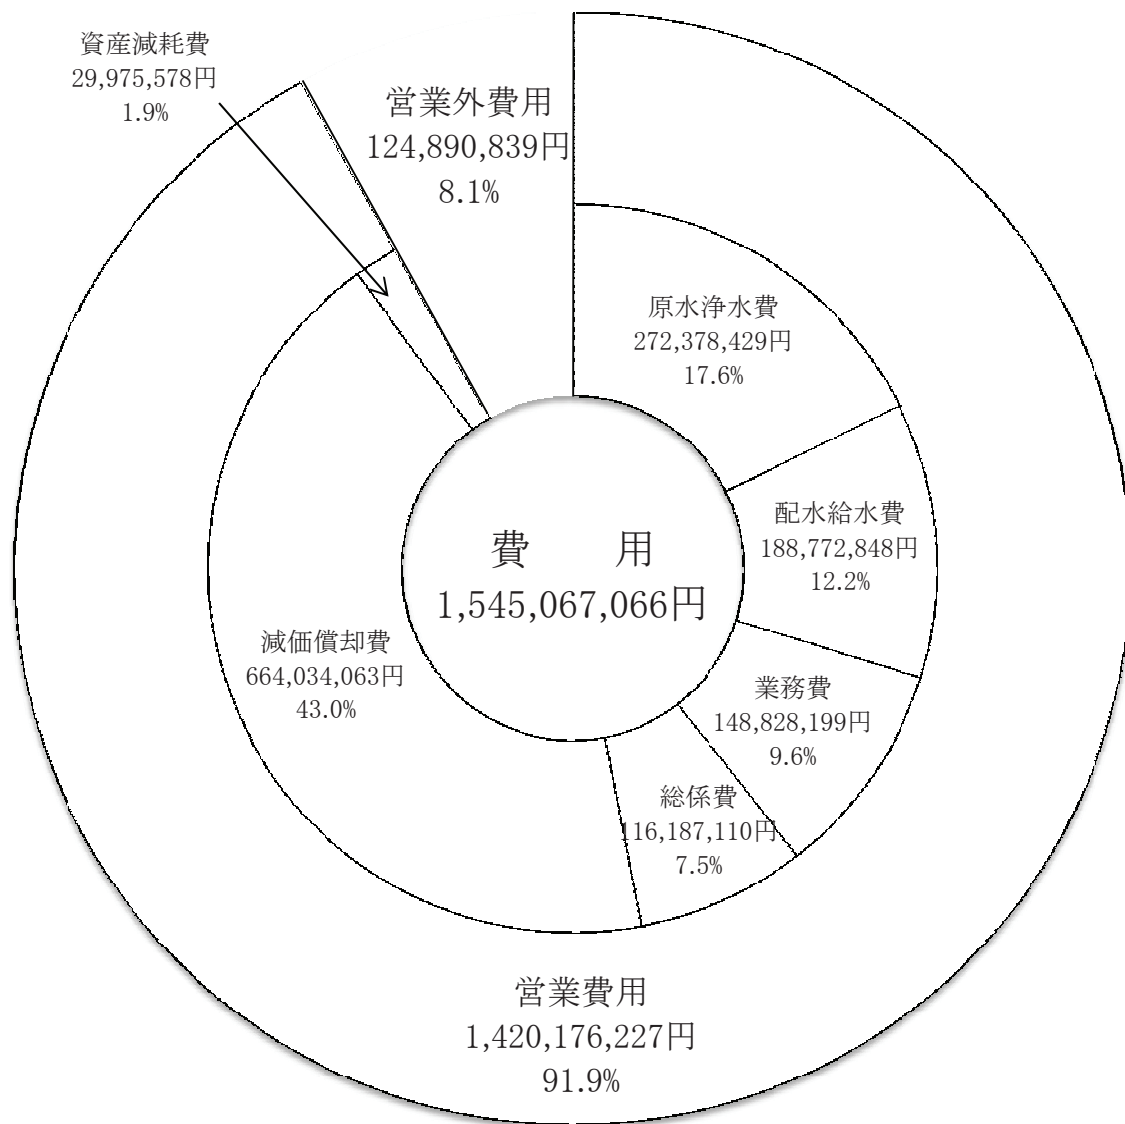 資産減耗費
29,975,578円
1.9%
営業外費用
124,890,839円
8.1%
原水浄水費
272,378,429円
17.6%
配水給水費
188,772,848円
12.2%
費　　用
1,545,067,066円
減価償却費
664,034,063円
43.0%
業務費
148,828,199円
9.6%
総係費
116,187,110円
7.5%
営業費用
1,420,176,227円
91.9%